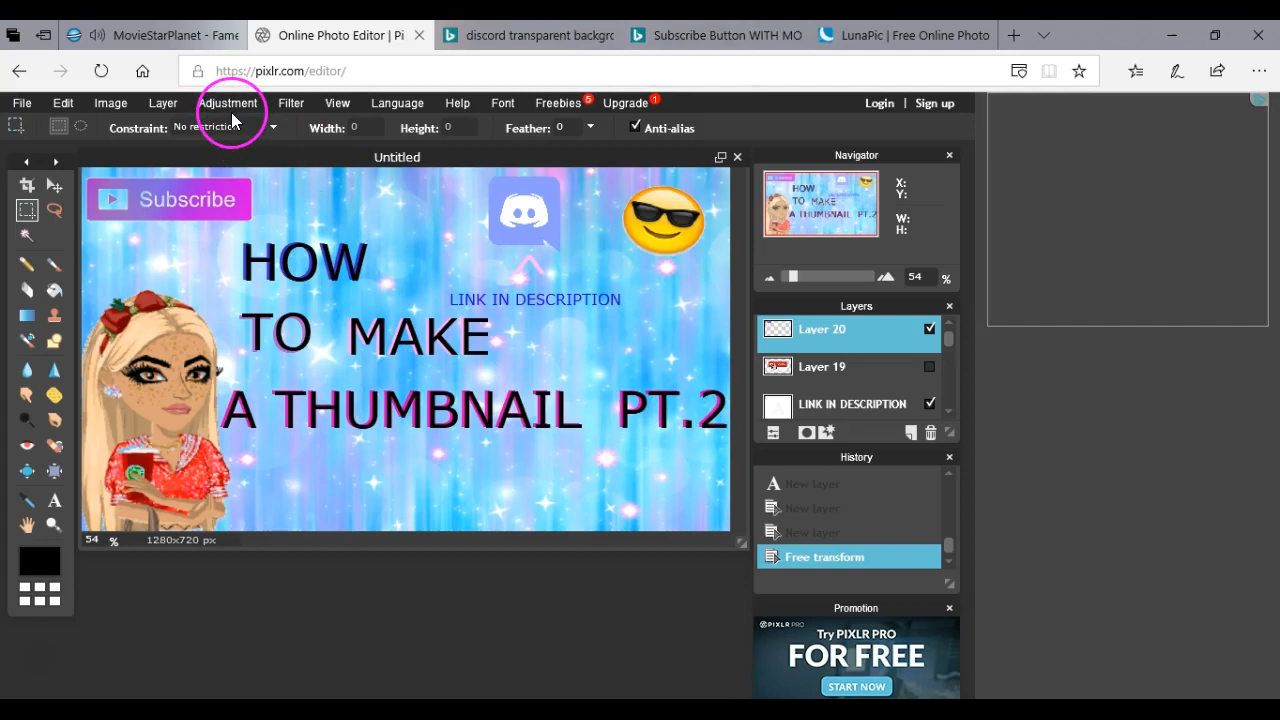 MovieStarPlanet - Fame
Online Photo Editor | Pi
discord transparent backgro
Subscribe Button WITH MO
LunaPic | Free Online Photo
https://pixlr.com/editor/
File Edit Image Layer Adjustment Filter View Language Help Font Freebies 5 Upgrade 1 Login | Sign up
Constraint: No restriction Width: 0 Height: 0 Feather: 0 Anti-alias
Untitled
Subscribe
HOW
LINK IN DESCRIPTION
TO MAKE
A THUMBNAIL PT.2
54 % 1280x720 px
Navigator
HOW
TO MAKE
A THUMBNAIL PT.2
X:
Y:
W:
H:
54 %
Layers
Layer 20
Layer 19
LINK IN DESCRIPTION
History
New layer
New layer
New layer
Free transform
Promotion
PIXLR PRO
Try PIXLR PRO
FOR FREE
START NOW